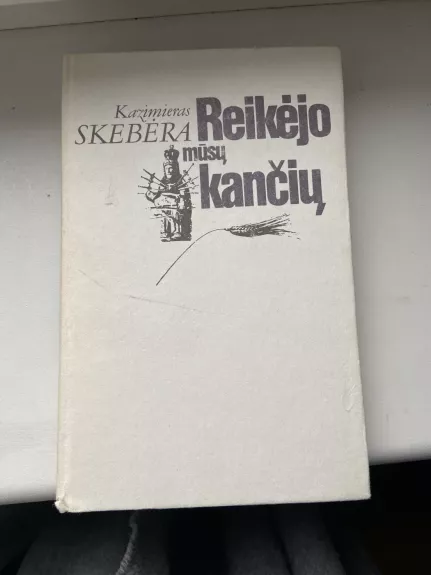 Kazimieras
SKEBĖRA
Reikėjo
mūsų
kančių